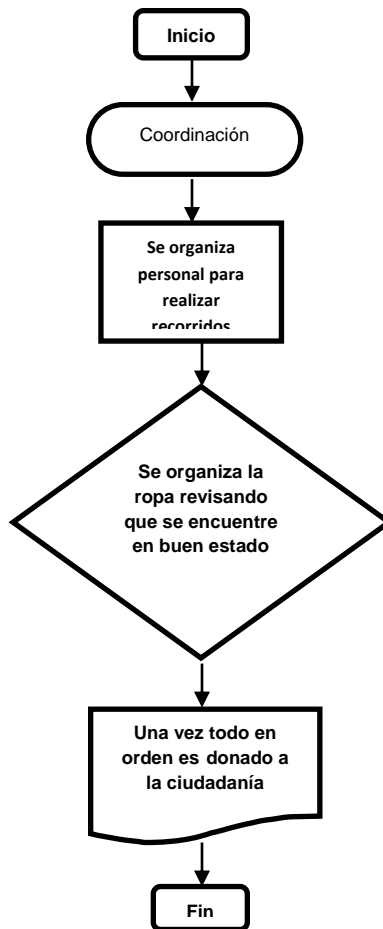 Inicio
Coordinación
Se organiza
personal para
realizar
recorridos
Se organiza la
ropa revisando
que se encuentre
en buen estado
Una vez todo en
orden es donado a
la ciudadanía
Fin